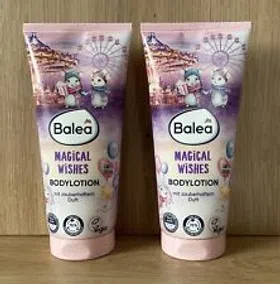 Balea
MAGICAL
WISHES
BODYLOTION
mit zauberhaftem
Duft
Balea
MAGICAL
WISHES
BODYLOTION
mit zauberhaftem
Duft